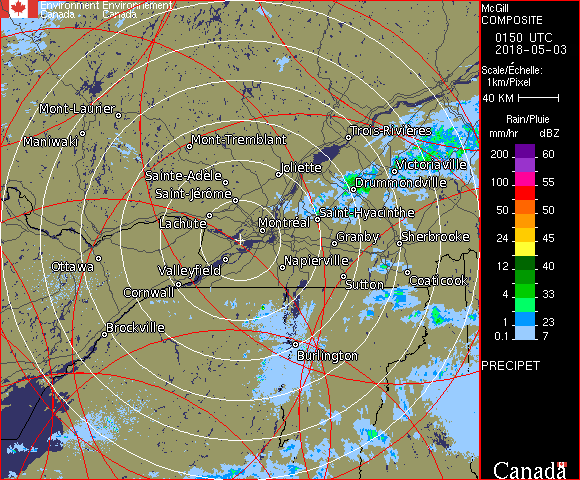 Environment Environnement
Canada Canada
McGill
COMPOSITE
0150 UTC
2018-05-03
Scale/Échelle:
1km/Pixel
40 KM
Rain/Pluie
mm/hr dBZ
200 60
100 55
50 50
24 45
12 40
4 33
2 23
0.1 7
PRECIPET
Canada
Mont-Laurier
Maniwaki
Mont-Tremblant
Trois-Rivières
Sainte-Adèle
Joliette
Victoriaville
Saint-Jérôme
Drummondville
Lachute
Montréal
Saint-Hyacinthe
Granby
Sherbrooke
Ottawa
Valleyfield
Napierville
Cornwall
Sutton
Coaticook
Brockville
Burlington